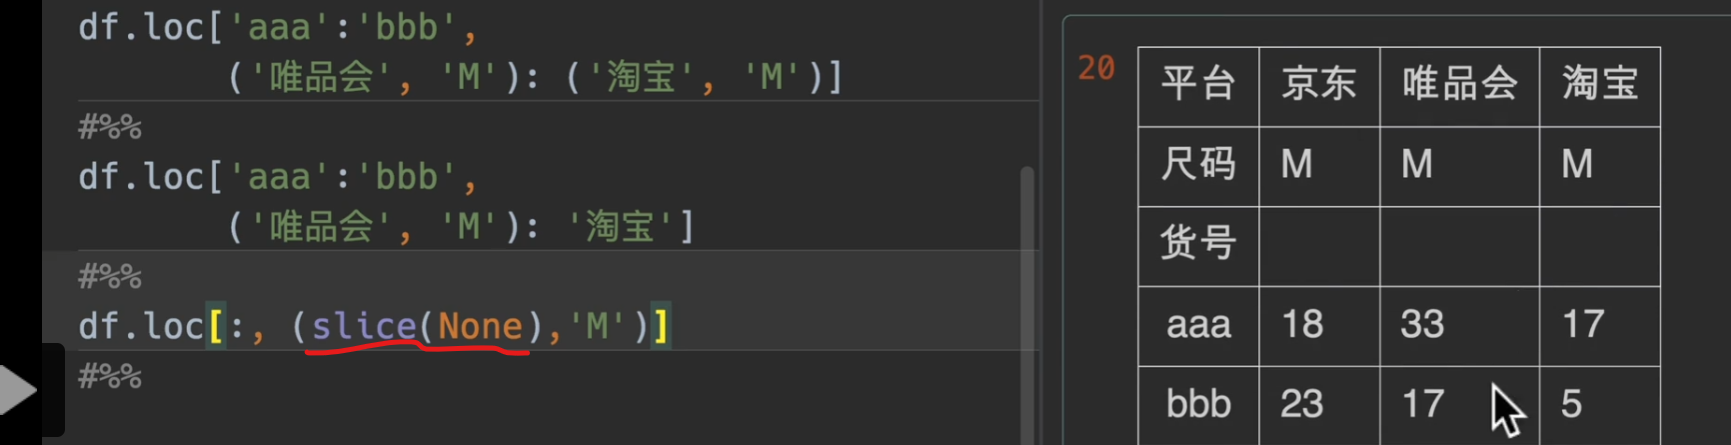 df.loc['aaa':'bbb',
('唯品会', 'M'): ('淘宝', 'M')]
#%%
df.loc['aaa':'bbb',
('唯品会', 'M'): '淘宝']
#%%
df.loc[:, (slice(None),'M')]
#%%
20
平台 京东 唯品会 淘宝
尺码 M M M
货号
aaa 18 33 17
bbb 23 17 5